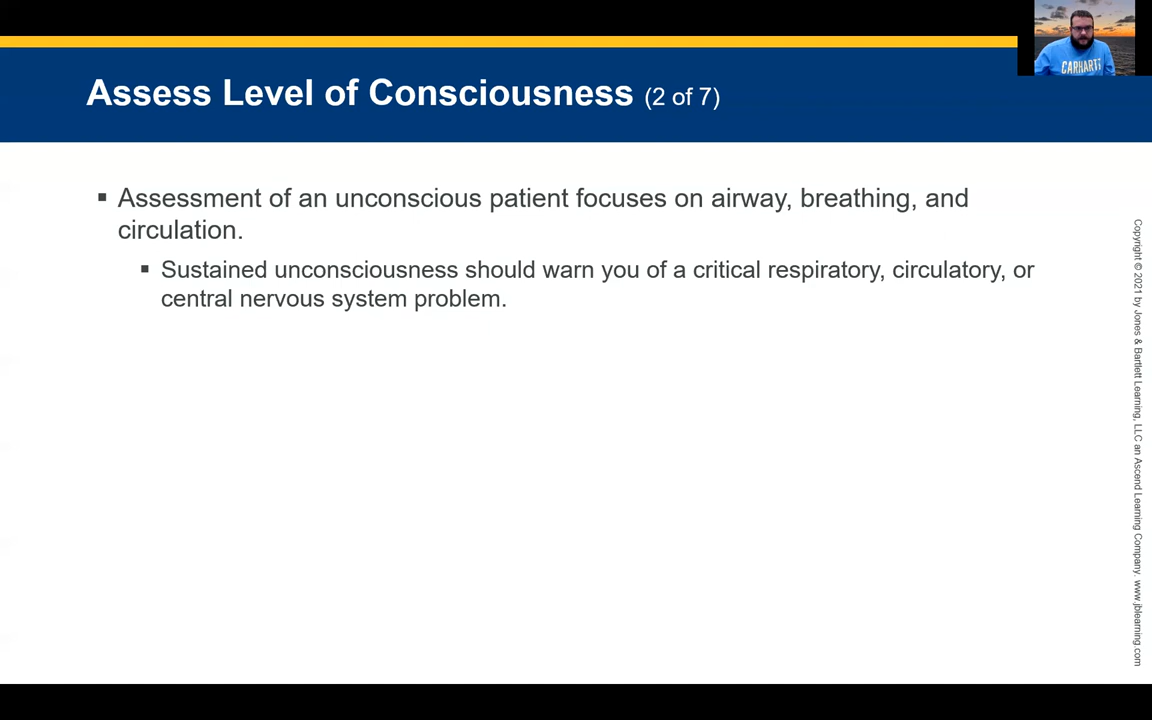 Assess Level of Consciousness (2 of 7)
CARHARTT
▪ Assessment of an unconscious patient focuses on airway, breathing, and
circulation.
▪ Sustained unconsciousness should warn you of a critical respiratory, circulatory, or
central nervous system problem.
Copyright © 2021 by Jones & Bartlett Learning, LLC an Ascend Learning Company. www.jblearning.com